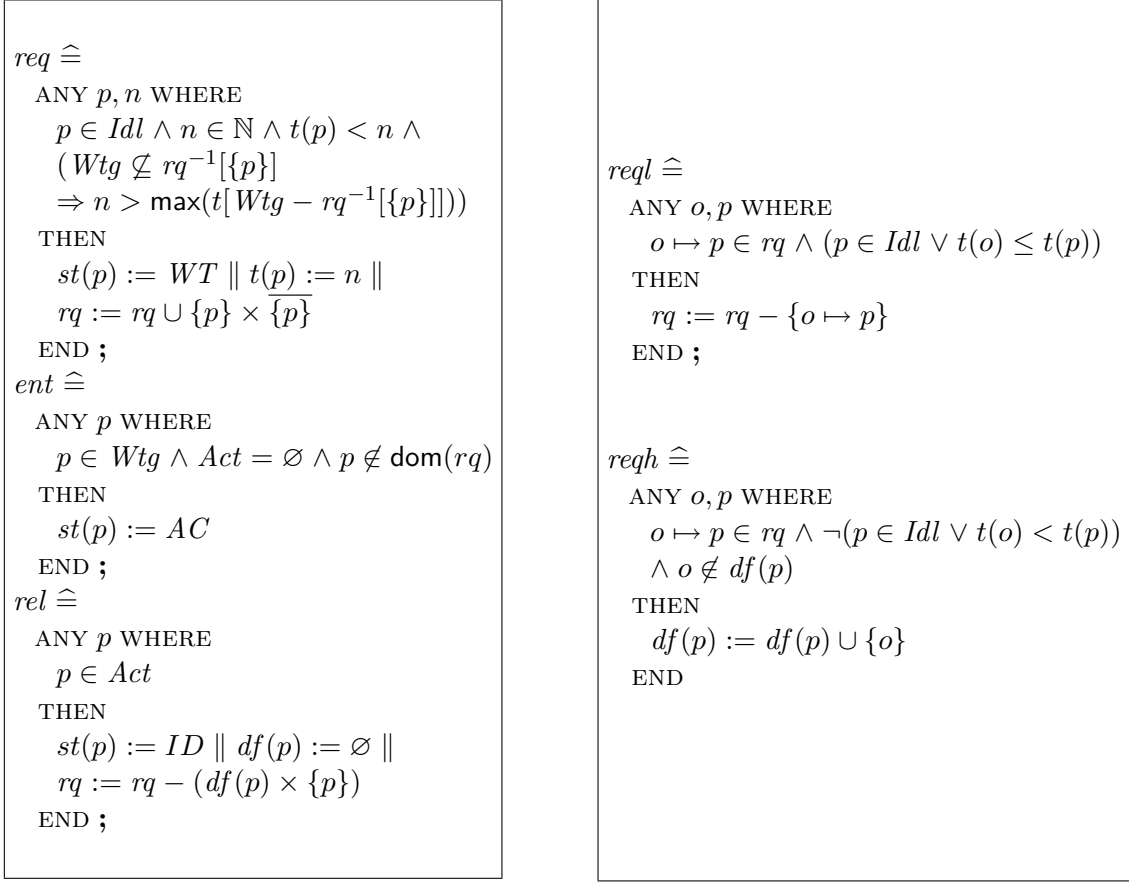 req ≙
ANY p, n WHERE
p ∈ Idl ∧ n ∈ ℕ ∧ t(p) < n ∧
(Wtg ⊈ rq⁻¹[{p}]
⇒ n > max(t[Wtg − rq⁻¹[{p}]]))
THEN
st(p) := WT ∥ t(p) := n ∥
rq := rq ∪ {p} × \overline{{p}}
END ;
ent ≙
ANY p WHERE
p ∈ Wtg ∧ Act = ∅ ∧ p ∉ dom(rq)
THEN
st(p) := AC
END ;
rel ≙
ANY p WHERE
p ∈ Act
THEN
st(p) := ID ∥ df(p) := ∅ ∥
rq := rq − (df(p) × {p})
END ;
reql ≙
ANY o, p WHERE
o ↦ p ∈ rq ∧ (p ∈ Idl ∨ t(o) ≤ t(p))
THEN
rq := rq − {o ↦ p}
END ;
reqh ≙
ANY o, p WHERE
o ↦ p ∈ rq ∧ ¬(p ∈ Idl ∨ t(o) < t(p))
∧ o ∉ df(p)
THEN
df(p) := df(p) ∪ {o}
END